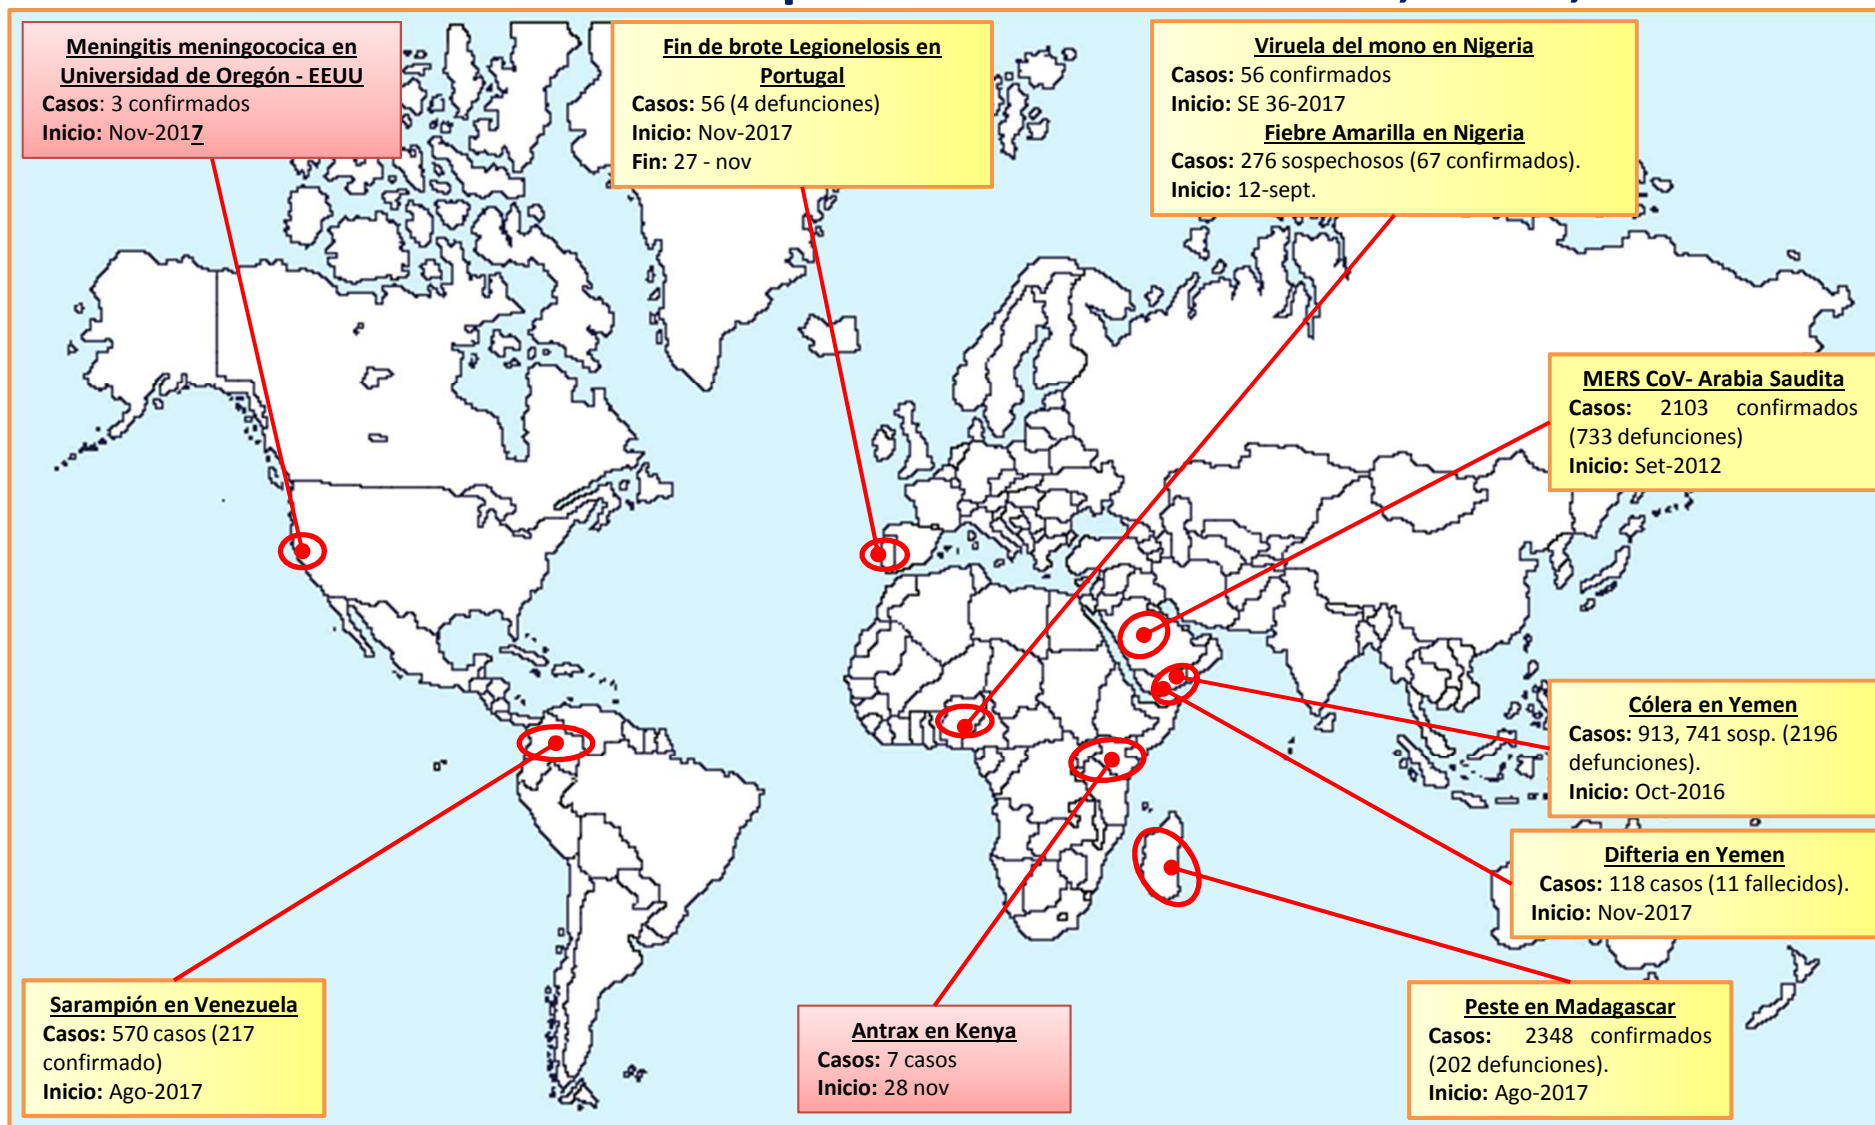 Meningitis meningococica en
Universidad de Oregón - EEUU
Casos: 3 confirmados
Inicio: Nov-2017
Fin de brote Legionelosis en
Portugal
Casos: 56 (4 defunciones)
Inicio: Nov-2017
Fin: 27 - nov
Viruela del mono en Nigeria
Casos: 56 confirmados
Inicio: SE 36-2017
Fiebre Amarilla en Nigeria
Casos: 276 sospechosos (67 confirmados).
Inicio: 12-sept.
MERS CoV- Arabia Saudita
Casos: 2103 confirmados
(733 defunciones)
Inicio: Set-2012
Cólera en Yemen
Casos: 913, 741 sosp. (2196
defunciones).
Inicio: Oct-2016
Difteria en Yemen
Casos: 118 casos (11 fallecidos).
Inicio: Nov-2017
Sarampión en Venezuela
Casos: 570 casos (217
confirmado)
Inicio: Ago-2017
Antrax en Kenya
Casos: 7 casos
Inicio: 28 nov
Peste en Madagascar
Casos: 2348 confirmados
(202 defunciones).
Inicio: Ago-2017